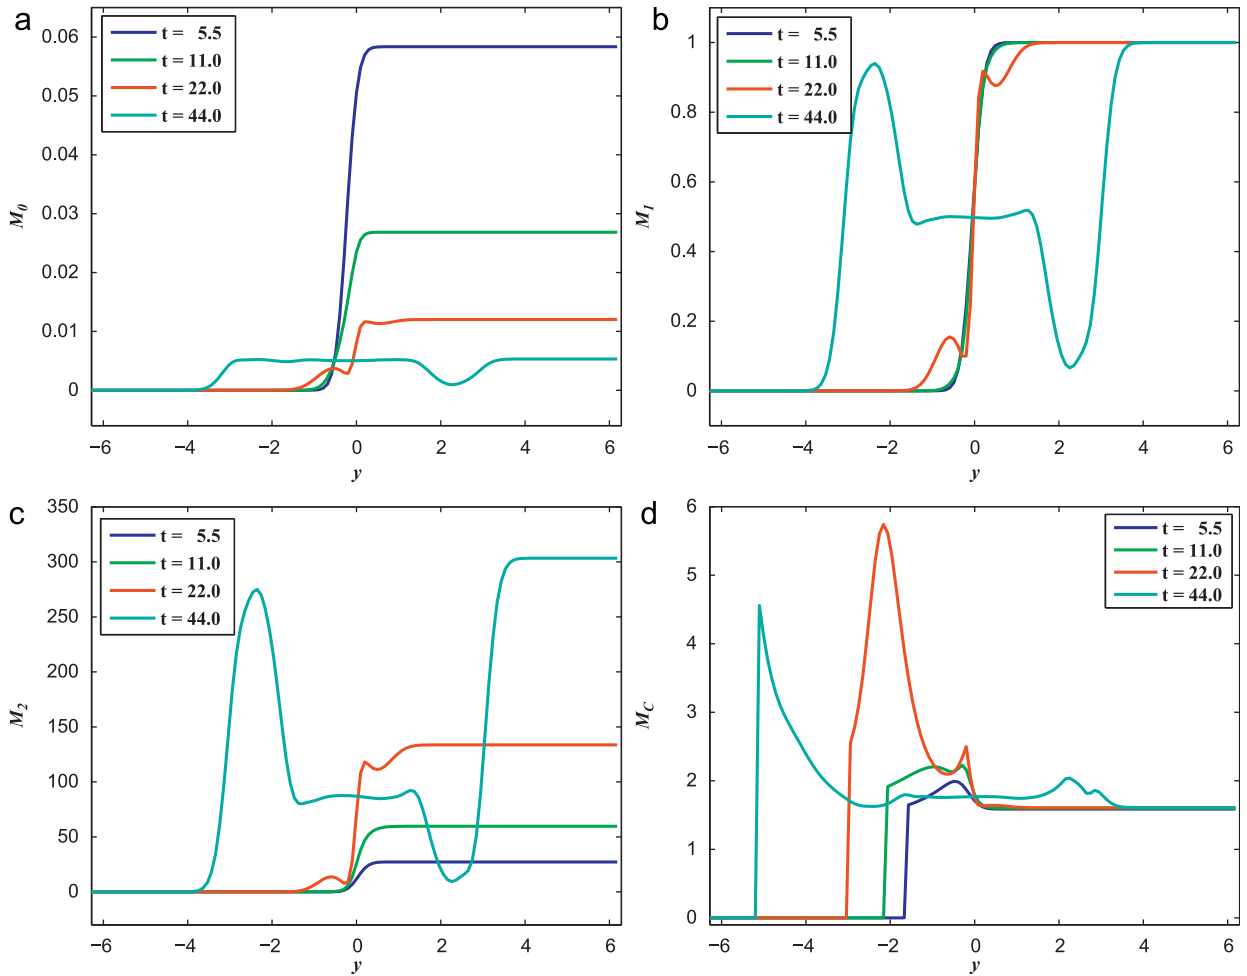 a
t = 5.5
t = 11.0
t = 22.0
t = 44.0
0.06
0.05
0.04
0.03
0.02
0.01
0
M0
−6 −4 −2 0 2 4 6
y
b
t = 5.5
t = 11.0
t = 22.0
t = 44.0
1
0.8
0.6
0.4
0.2
0
M1
−6 −4 −2 0 2 4 6
y
c
t = 5.5
t = 11.0
t = 22.0
t = 44.0
350
300
250
200
150
100
50
0
M2
−6 −4 −2 0 2 4 6
y
d
t = 5.5
t = 11.0
t = 22.0
t = 44.0
6
5
4
3
2
1
0
MC
−6 −4 −2 0 2 4 6
y